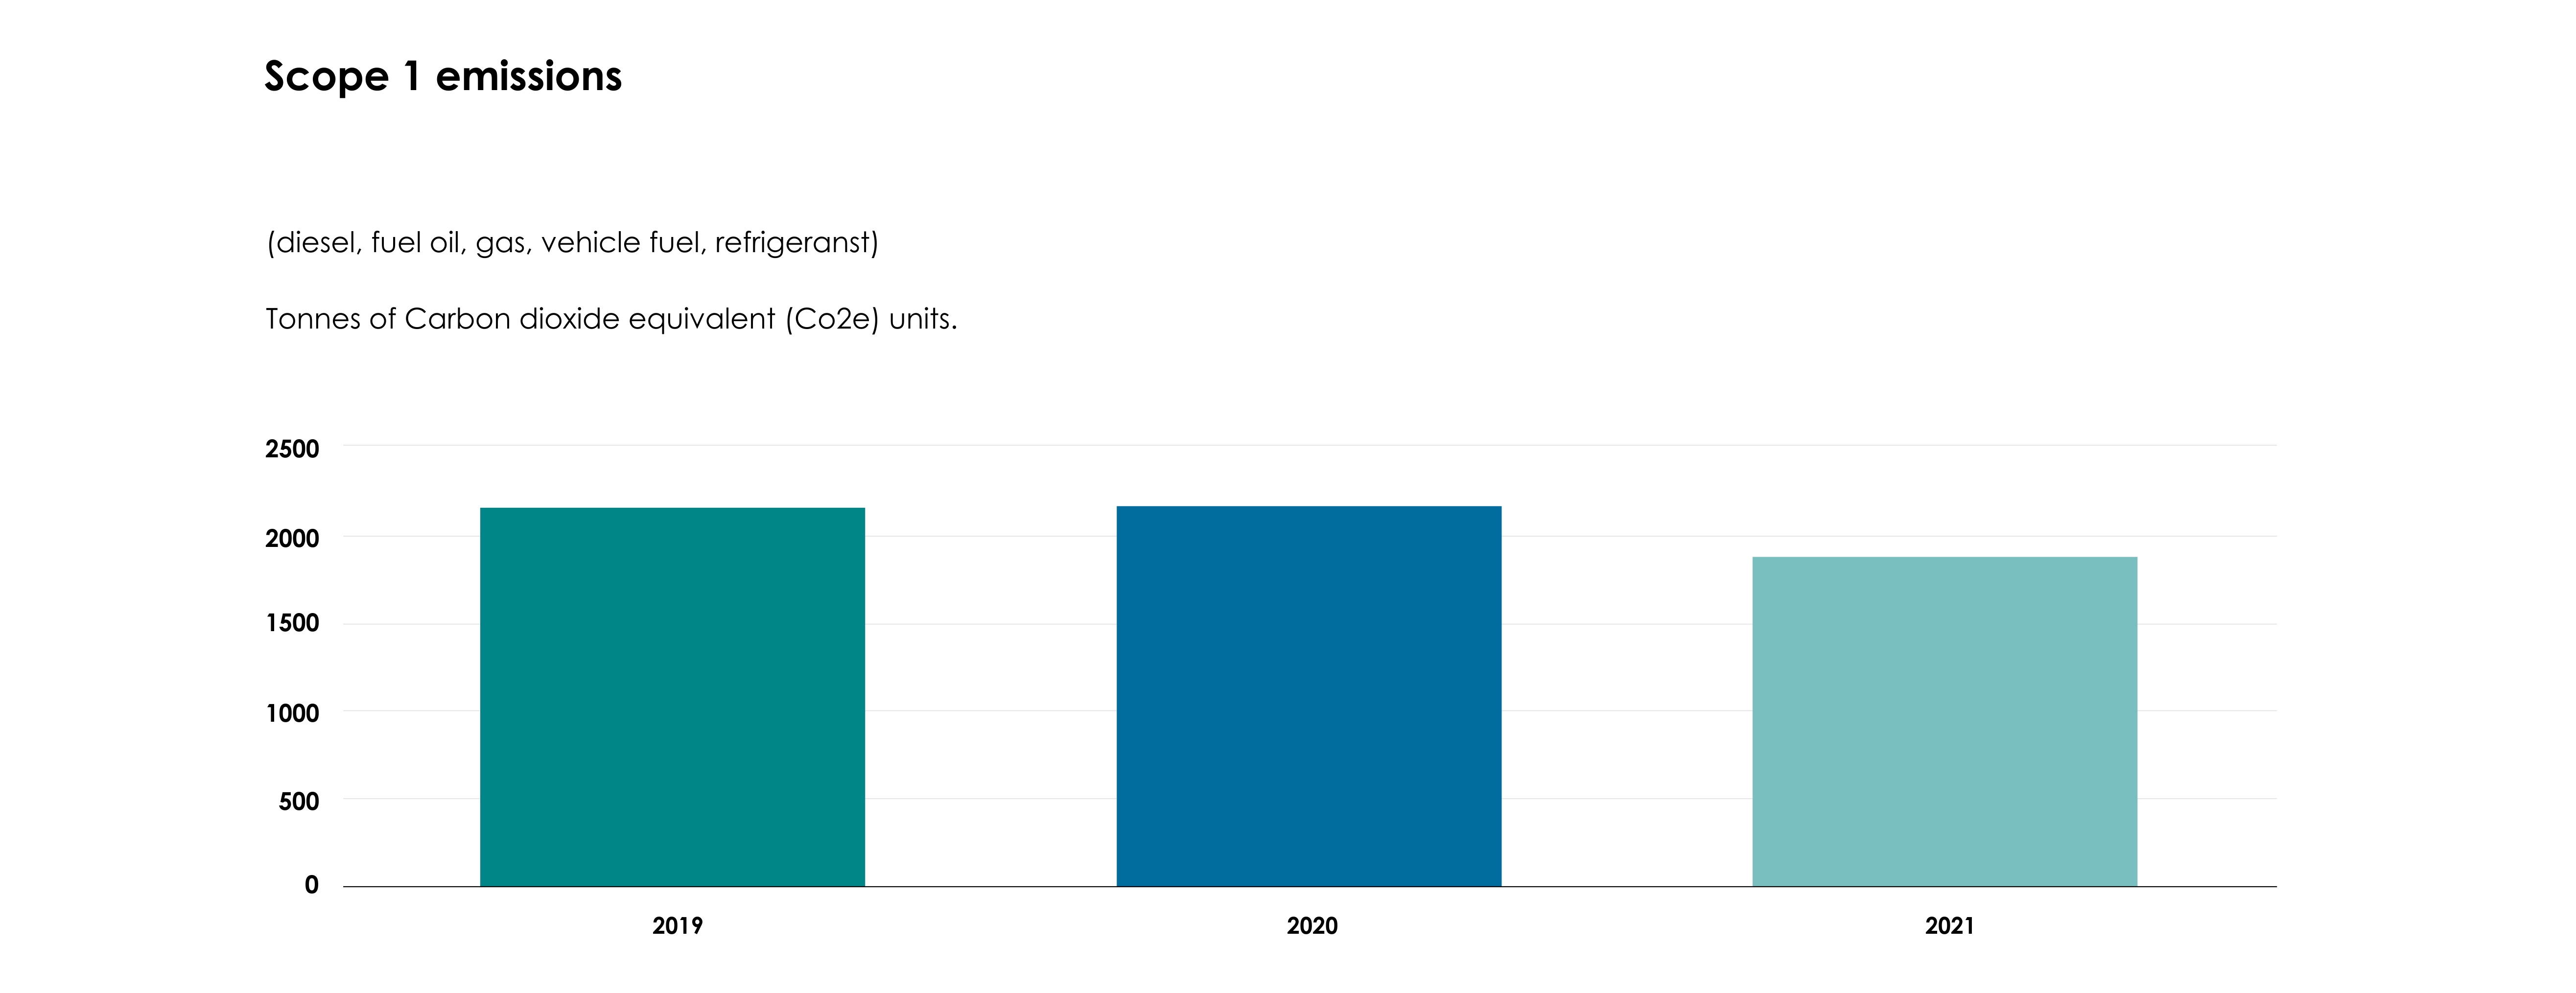 Scope 1 emissions
(diesel, fuel oil, gas, vehicle fuel, refrigeranst)
Tonnes of Carbon dioxide equivalent (Co2e) units.
2500
2000
1500
1000
500
0
2019 2020 2021